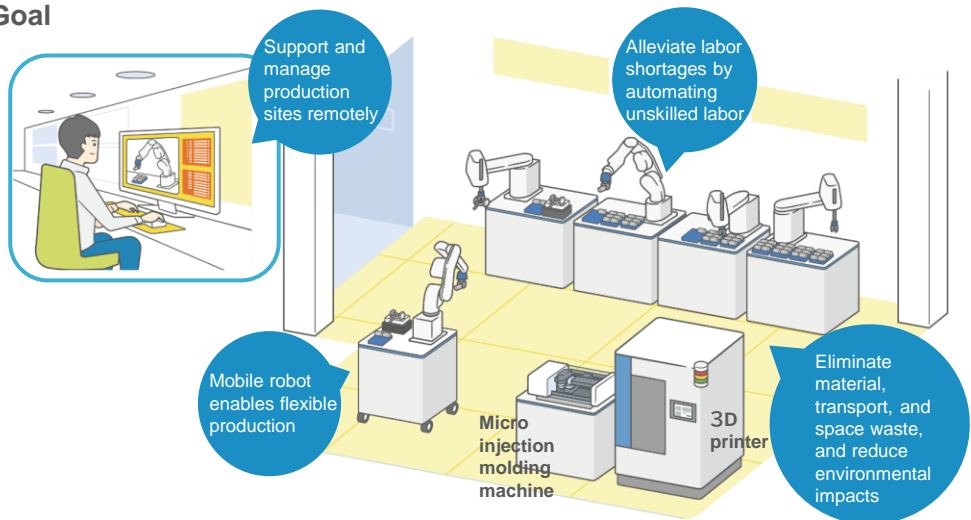 Goal
Support and
manage
production
sites remotely
Alleviate labor
shortages by
automating
unskilled labor
Mobile robot
enables flexible
production
Micro
injection
molding
machine
3D
printer
Eliminate
material,
transport, and
space waste,
and reduce
environmental
impacts